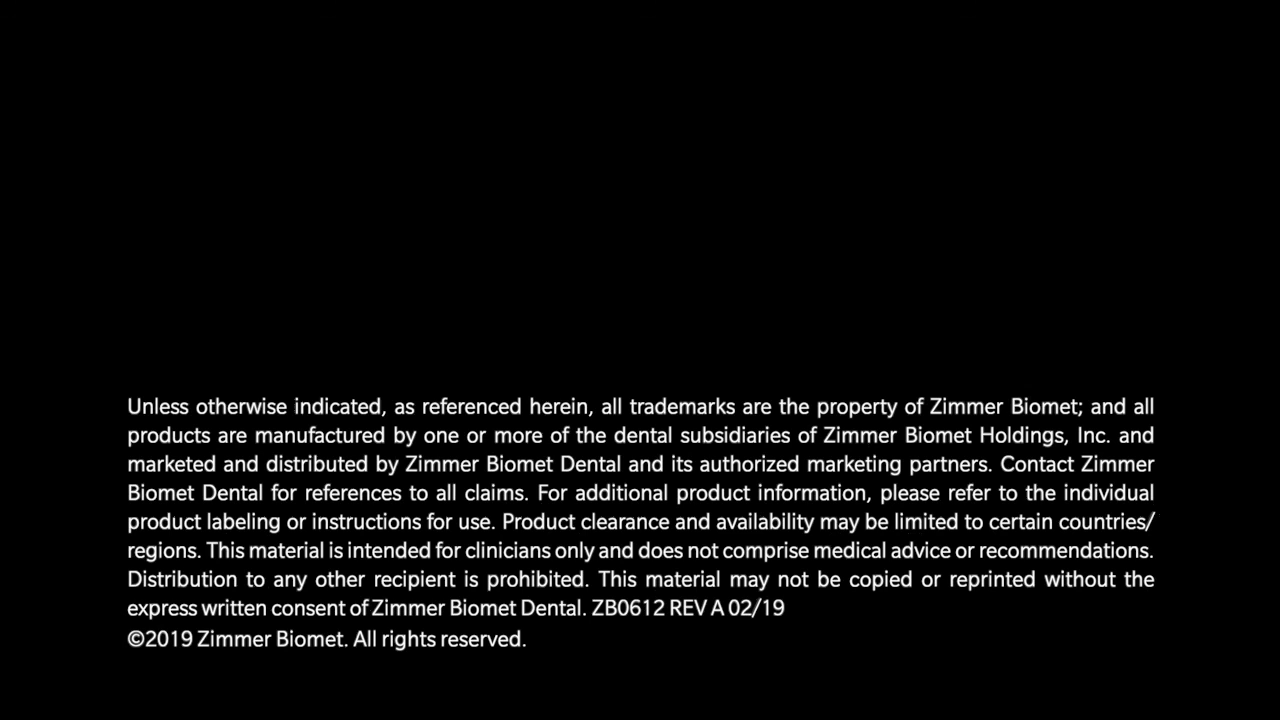 Unless otherwise indicated, as referenced herein, all trademarks are the property of Zimmer Biomet; and all
products are manufactured by one or more of the dental subsidiaries of Zimmer Biomet Holdings, Inc. and
marketed and distributed by Zimmer Biomet Dental and its authorized marketing partners. Contact Zimmer
Biomet Dental for references to all claims. For additional product information, please refer to the individual
product labeling or instructions for use. Product clearance and availability may be limited to certain countries/
regions. This material is intended for clinicians only and does not comprise medical advice or recommendations.
Distribution to any other recipient is prohibited. This material may not be copied or reprinted without the
express written consent of Zimmer Biomet Dental. ZB0612 REV A 02/19
©2019 Zimmer Biomet. All rights reserved.